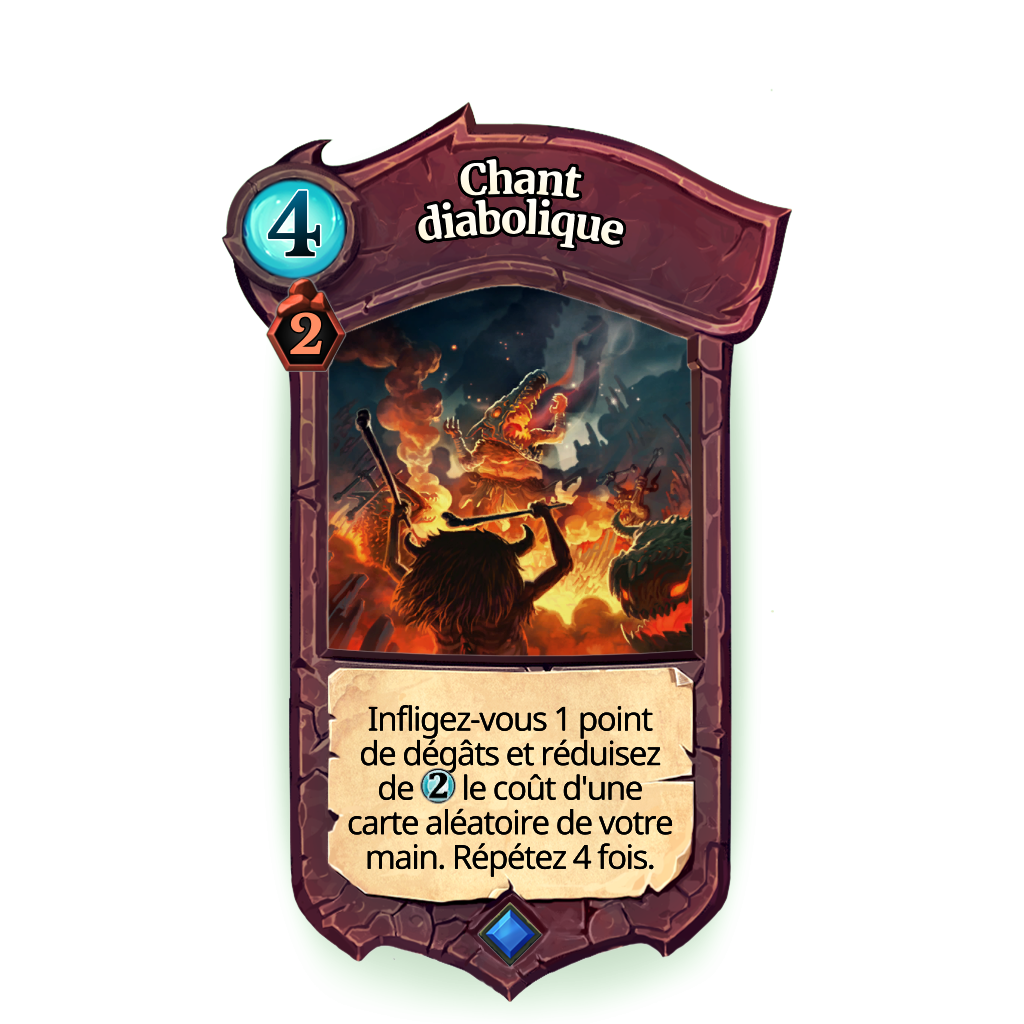 4
Chant
diabolique
2
Infligez-vous 1 point
de dégâts et réduisez
de 2 le coût d'une
carte aléatoire de votre
main. Répétez 4 fois.